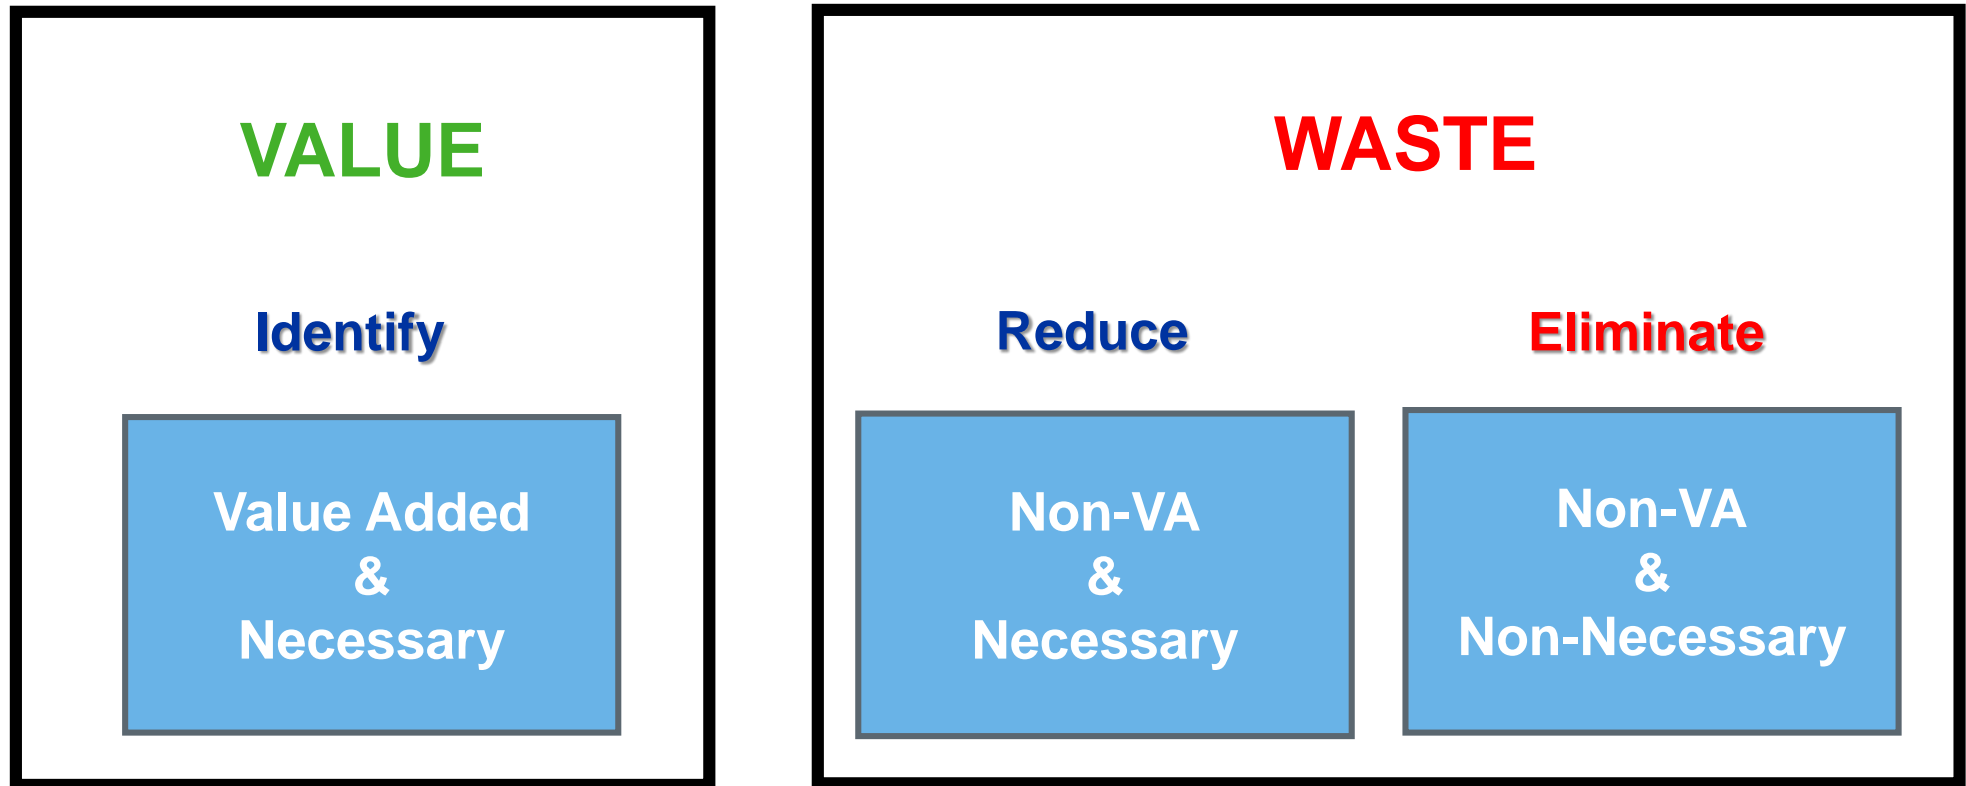 VALUE
Identify
Value Added
&
Necessary
WASTE
Reduce
Non-VA
&
Necessary
Eliminate
Non-VA
&
Non-Necessary